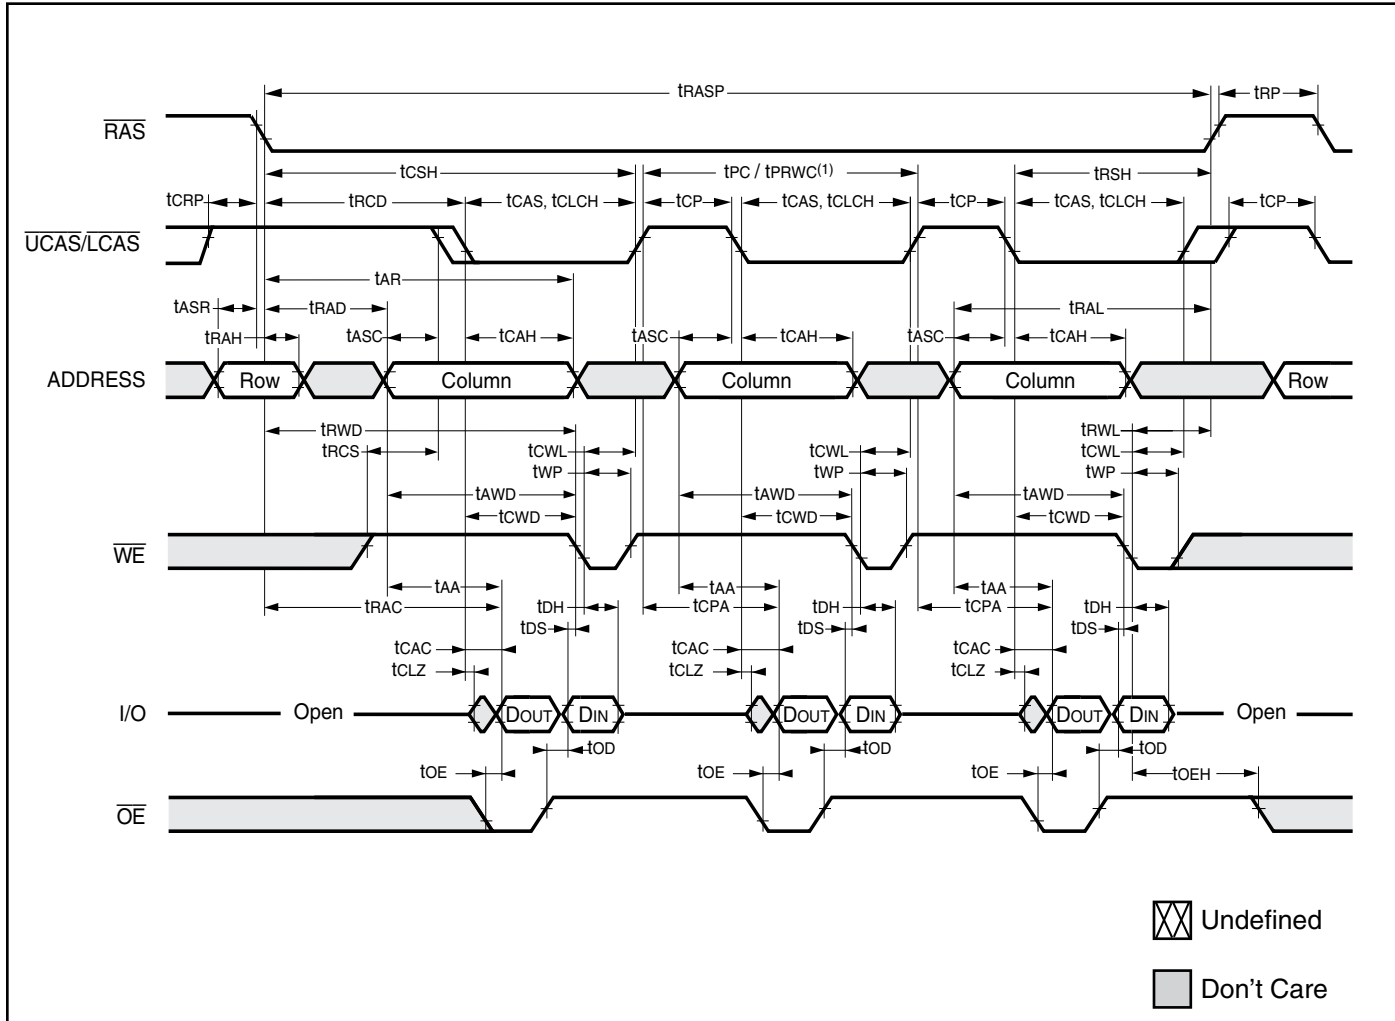 tRASP tRP
RAS
tCSH tPC / tPRWC(1) tRSH
tCRP tRCD tCAS, tCLCH tCP tCAS, tCLCH tCP tCAS, tCLCH tCP
UCAS/LCAS
tAR
tASR tRAD tRAL
tRAH tASC tCAH tASC tCAH tASC tCAH
ADDRESS Row Column Column Column Row
tRWD tRWL
tRCS tCWL tCWL tCWL
tWP tWP tWP
tAWD tAWD tAWD
tCWD tCWD tCWD
WE
tAA tAA tAA
tRAC tDH tCPA tDH tCPA tDH
tDS tDS tDS
tCAC tCAC tCAC
tCLZ tCLZ tCLZ
I/O Open DOUT DIN DOUT DIN DOUT DIN Open
tOD tOD tOD
tOE tOE tOE tOEH
OE
Undefined
Don't Care